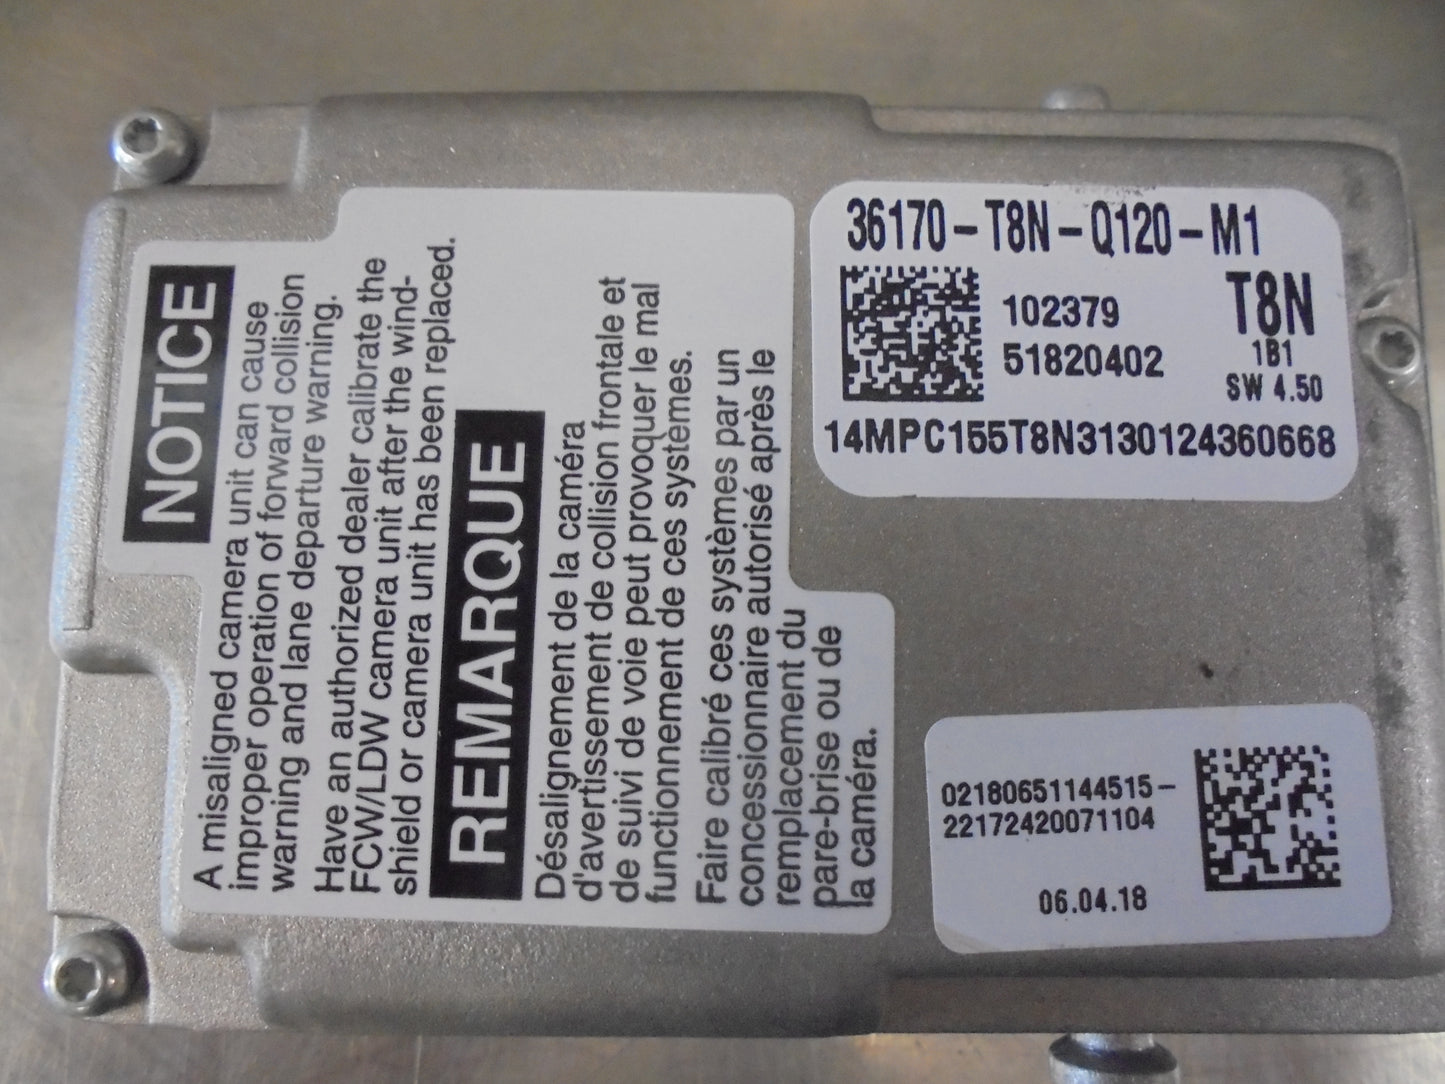 NOTICE
A misaligned camera unit can cause
improper operation of forward collision
warning and lane departure warning.
Have an authorized dealer calibrate the
FCW/LDW camera unit after the wind-
shield or camera unit has been replaced.
REMARQUE
Désalignement de la caméra
d'avertissement de collision frontale et
de suivi de voie peut provoquer le mal
functionnement de ces systèmes.
Faire calibré ces systèmes par un
concessionnaire autorisé après le
remplacement du
pare-brise ou de
la caméra.
36170-T8N-Q120-M1
102379
51820402
T8N
1B1
SW 4.50
14MPC155T8N3130124360668
02180651144515-
22172420071104
06.04.18